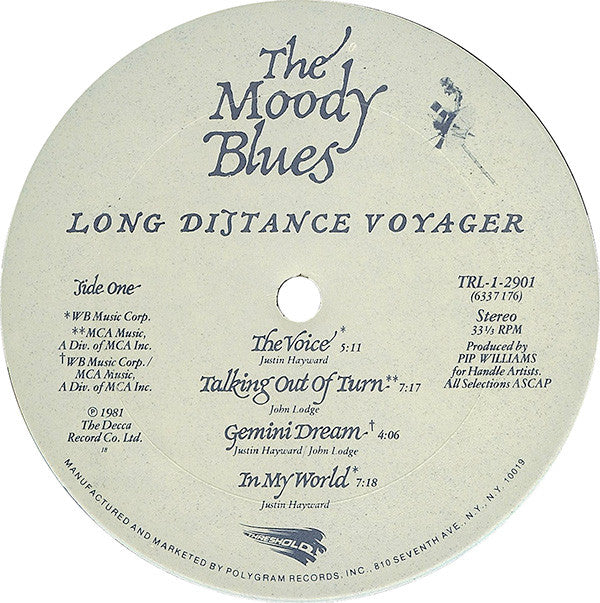 The
Moody
Blues
LONG DISTANCE VOYAGER
Side One
*WB Music Corp.
**MCA Music,
A Div. of MCA Inc.
†WB Music Corp./
MCA Music,
A Div. of MCA Inc.
℗ 1981
The Decca
Record Co. Ltd.
18
TRL-1-2901
(6337 176)
Stereo
33 1/3 RPM
Produced by
PIP WILLIAMS
for Handle Artists.
All Selections ASCAP
The Voice* 5:11
Justin Hayward
Talking Out Of Turn** 7:17
John Lodge
Gemini Dream† 4:06
Justin Hayward/John Lodge
In My World* 7:18
Justin Hayward
THRESHOLD
MANUFACTURED AND MARKETED BY POLYGRAM RECORDS, INC., 810 SEVENTH AVE., N.Y., N.Y. 10019